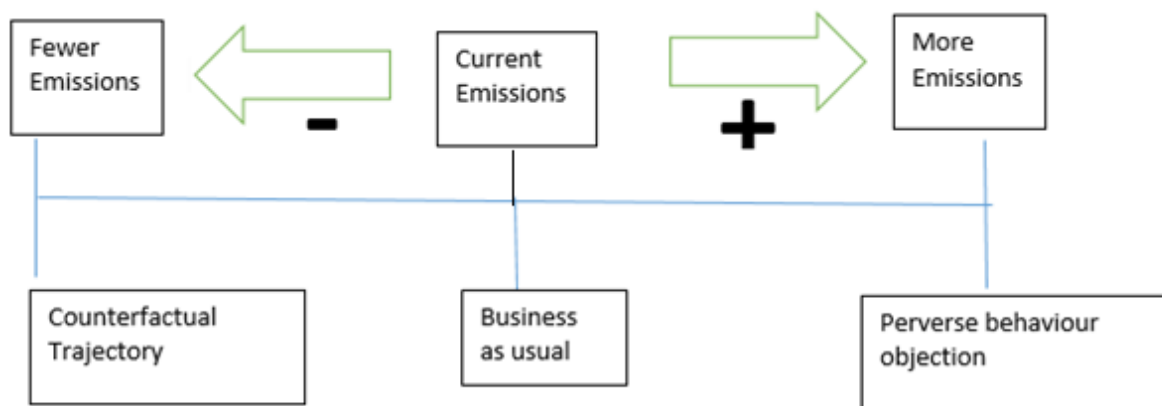 Fewer
Emissions
Current
Emissions
More
Emissions
-
+
Counterfactual
Trajectory
Business
as usual
Perverse behaviour
objection